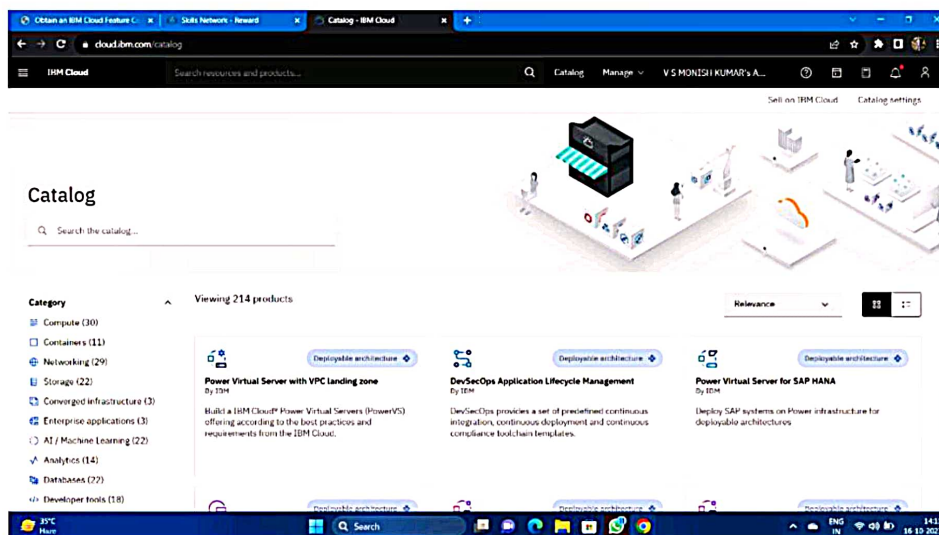 Obtain an IBM Cloud Feature C
Skills Network - Reward
Catalog - IBM Cloud
cloud.ibm.com/catalog
IBM Cloud
Search resources and products...
Catalog
Manage
V S MONISH KUMAR's A...
Sell on IBM Cloud
Catalog settings
Catalog
Search the catalog...
Category
Viewing 214 products
Relevance
Compute (30)
Containers (11)
Networking (29)
Storage (22)
Converged infrastructure (3)
Enterprise applications (3)
AI / Machine Learning (22)
Analytics (14)
Databases (22)
Developer tools (18)
Deployable architecture
Power Virtual Server with VPC landing zone
By IBM
Build a IBM Cloud® Power Virtual Servers (PowerVS)
offering according to the best practices and
requirements from the IBM Cloud.
Deployable architecture
DevSecOps Application Lifecycle Management
By IBM
DevSecOps provides a set of predefined continuous
integration, continuous deployment and continuous
compliance toolchain templates.
Deployable architecture
Power Virtual Server for SAP HANA
By IBM
Deploy SAP systems on Power infrastructure for
deployable architectures
Deployable architecture
Deployable architecture
Deployable architecture
35°C
Haze
Search
ENG
IN
14:1
16-10-202